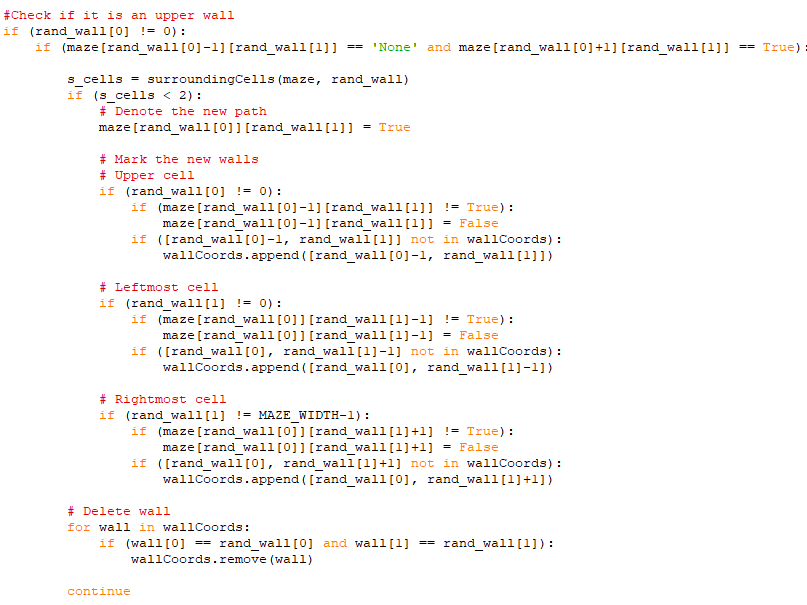 #Check if it is an upper wall
if (rand_wall[0] != 0):
    if (maze[rand_wall[0]-1][rand_wall[1]] == 'None' and maze[rand_wall[0]+1][rand_wall[1]] == True):

        s_cells = surroundingCells(maze, rand_wall)
        if (s_cells < 2):
            # Denote the new path
            maze[rand_wall[0]][rand_wall[1]] = True

            # Mark the new walls
            # Upper cell
            if (rand_wall[0] != 0):
                if (maze[rand_wall[0]-1][rand_wall[1]] != True):
                    maze[rand_wall[0]-1][rand_wall[1]] = False
                if ([rand_wall[0]-1, rand_wall[1]] not in wallCoords):
                    wallCoords.append([rand_wall[0]-1, rand_wall[1]])

            # Leftmost cell
            if (rand_wall[1] != 0):
                if (maze[rand_wall[0]][rand_wall[1]-1] != True):
                    maze[rand_wall[0]][rand_wall[1]-1] = False
                if ([rand_wall[0], rand_wall[1]-1] not in wallCoords):
                    wallCoords.append([rand_wall[0], rand_wall[1]-1])

            # Rightmost cell
            if (rand_wall[1] != MAZE_WIDTH-1):
                if (maze[rand_wall[0]][rand_wall[1]+1] != True):
                    maze[rand_wall[0]][rand_wall[1]+1] = False
                if ([rand_wall[0], rand_wall[1]+1] not in wallCoords):
                    wallCoords.append([rand_wall[0], rand_wall[1]+1])

        # Delete wall
        for wall in wallCoords:
            if (wall[0] == rand_wall[0] and wall[1] == rand_wall[1]):
                wallCoords.remove(wall)

        continue